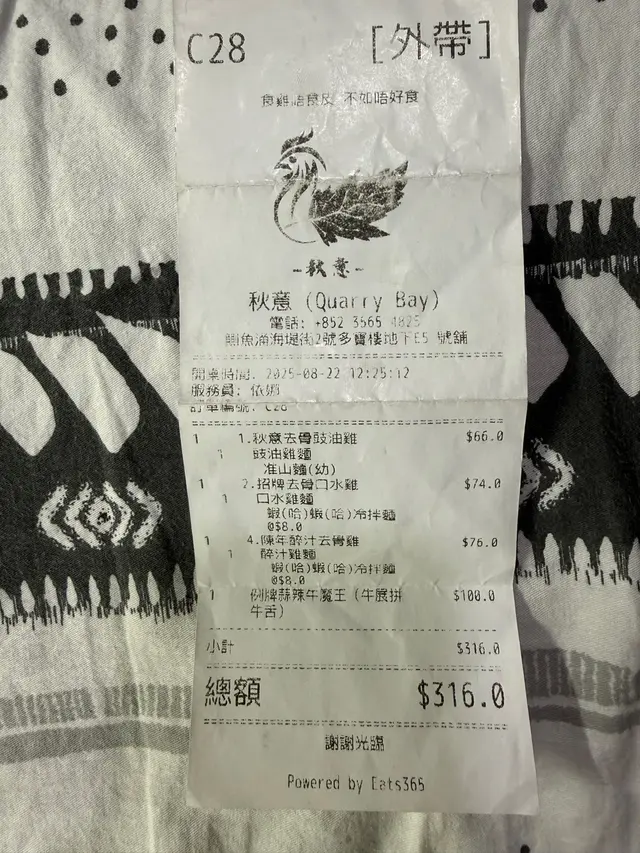 C28 [外帶]
食雞唔食皮 不如唔好食
-秋意-
秋意 (Quarry Bay)
電話: +852 3565 4825
鰂魚涌海堤街2號多寶樓地下E5 號舖
開桌時間: 2025-08-22 12:25:12
服務員: 依娟
訂單編號: C28
1 1.秋意去骨豉油雞 $66.0
1 豉油雞麵
准山麵(幼)
1 2.招牌去骨口水雞 $74.0
1 口水雞麵
蝦(哈)蝦(哈)冷拌麵
@$8.0
1 4.陳年醉汁去骨雞 $76.0
1 醉汁雞麵
蝦(哈)蝦(哈)冷拌麵
@$8.0
1 例牌蒜辣牛魔王 (牛展拼 $100.0
牛舌)
小計 $316.0
總額 $316.0
謝謝光臨
Powered by Eats365